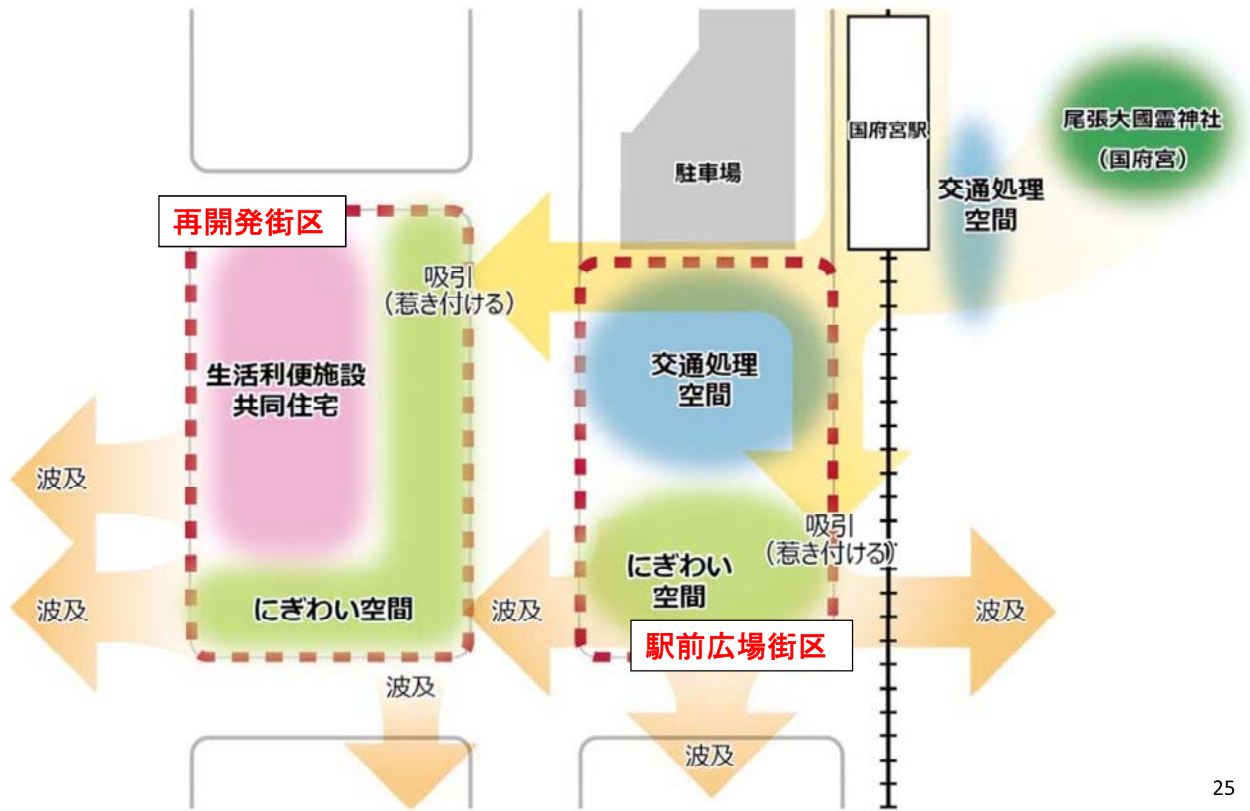 国府宮駅
尾張大國霊神社
(国府宮)
駐車場
交通処理
空間
再開発街区
吸引
(惹き付ける)
生活利便施設
共同住宅
交通処理
空間
波及
吸引
(惹き付ける)
にぎわい
空間
波及
にぎわい空間
波及
波及
駅前広場街区
波及
波及
25